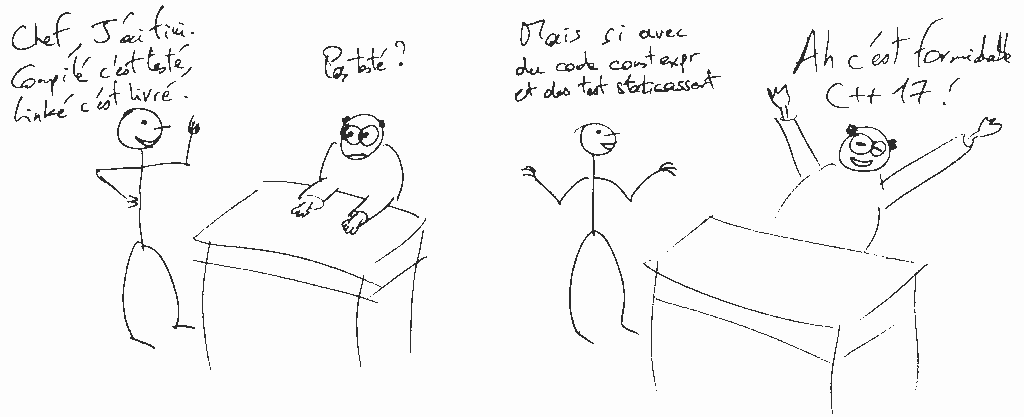 Chef, J'ai fini.
Compilé c'est testé,
linké c'est livré.
Pas testé ?
Mais si avec
du code constexpr
et des test staticassert
Ah c'est formidable
C++ 17 !